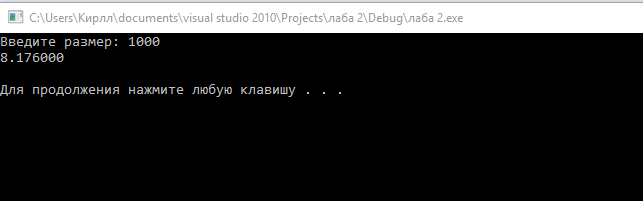 C:\Users\Кирлл\documents\visual studio 2010\Projects\лаба 2\Debug\лаба 2.exe
Введите размер: 1000
8.176000
Для продолжения нажмите любую клавишу . . .